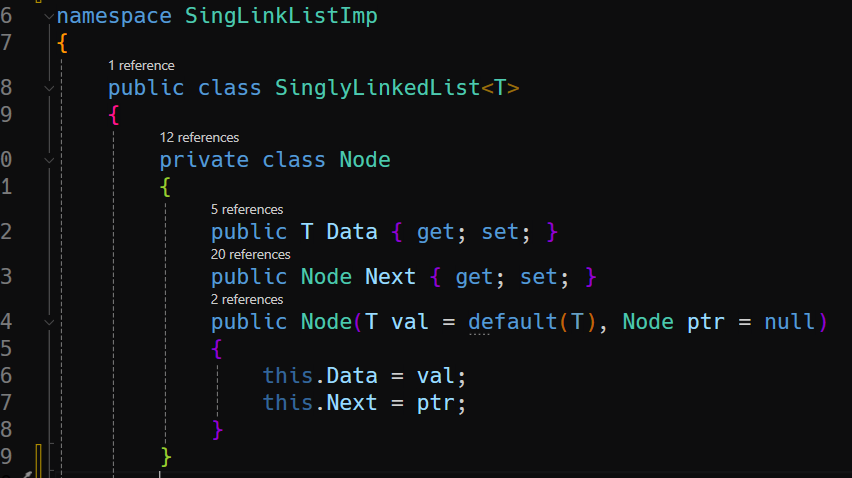 6 namespace SingLinkListImp
7 {
1 reference
8 public class SinglyLinkedList<T>
9 {
12 references
0 private class Node
1 {
5 references
2 public T Data { get; set; }
20 references
3 public Node Next { get; set; }
2 references
4 public Node(T val = default(T), Node ptr = null)
5 {
6 this.Data = val;
7 this.Next = ptr;
8 }
9 }